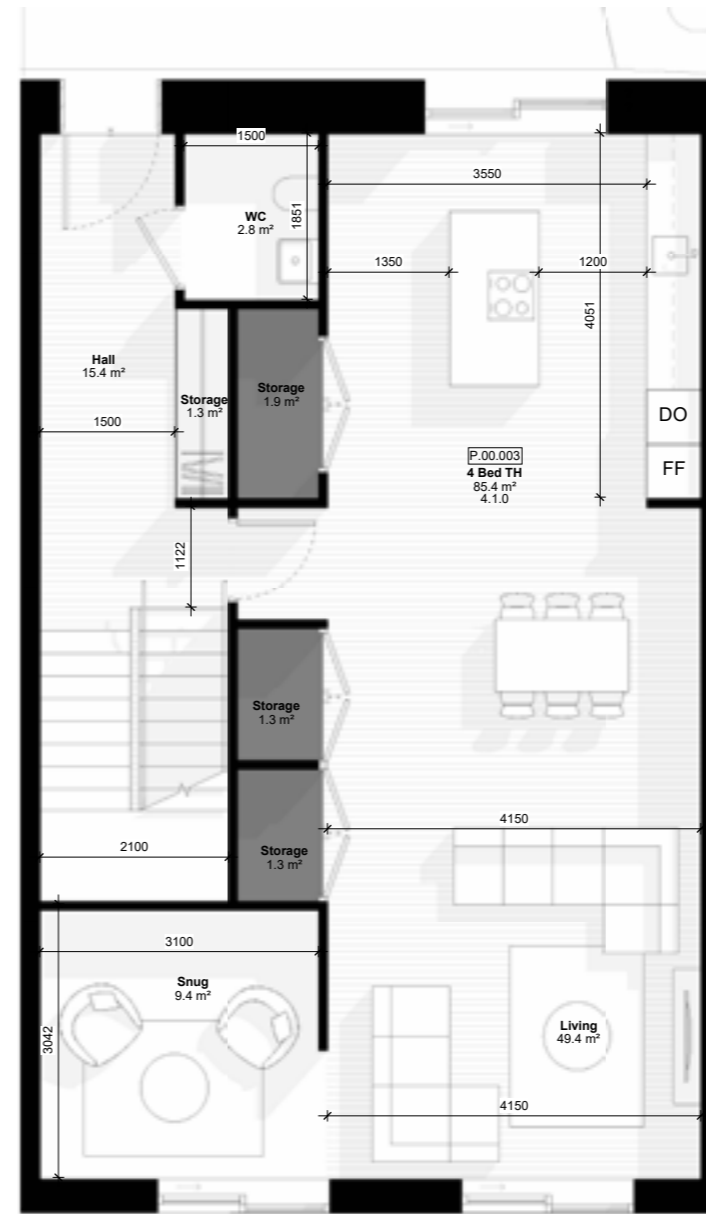 1500
3550
WC
2.8 m²
1851
1350
1200
4051
Hall
15.4 m²
Storage
1.3 m²
Storage
1.9 m²
1500
DO
FF
P.00.003
4 Bed TH
85.4 m²
4.1.0
1122
Storage
1.3 m²
4150
2100
Storage
1.3 m²
3100
Snug
9.4 m²
3042
Living
49.4 m²
4150